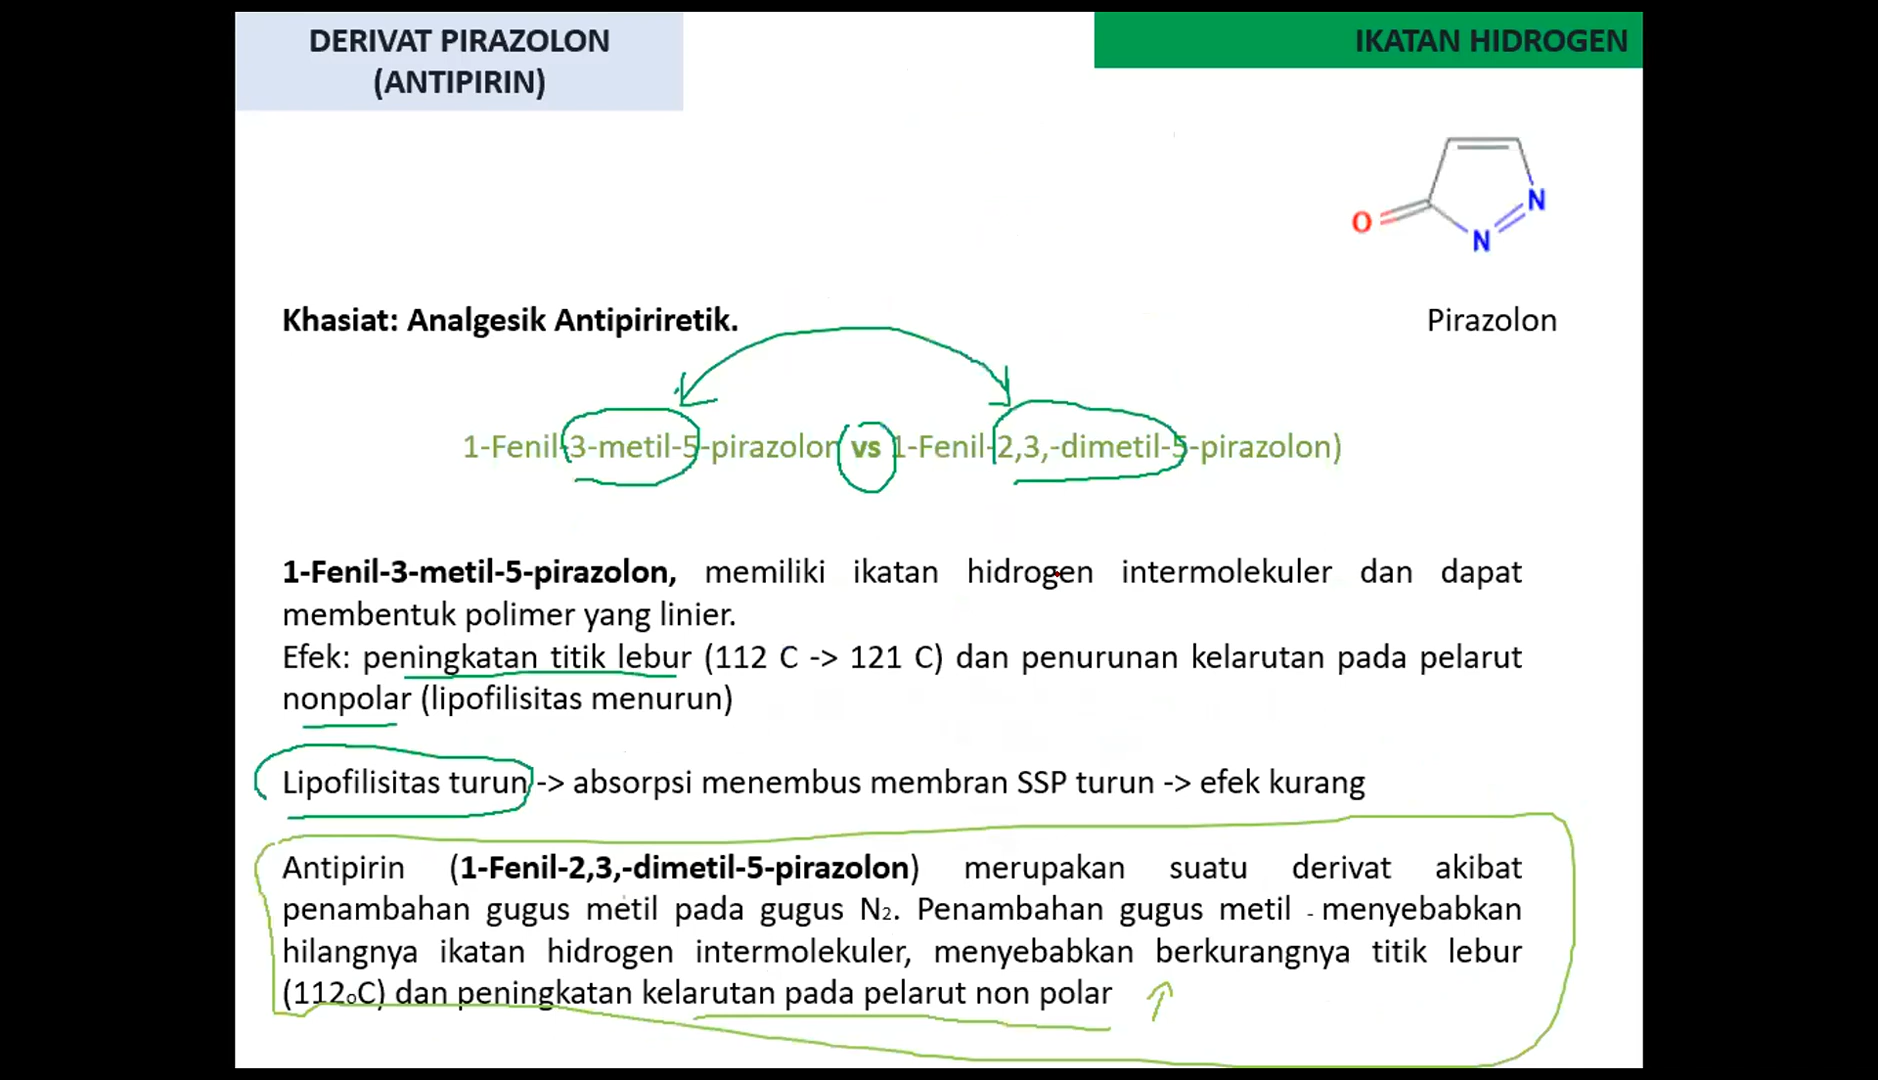 DERIVAT PIRAZOLON
(ANTIPIRIN)
IKATAN HIDROGEN
O
N
N
Khasiat: Analgesik Antipiriretik.
Pirazolon
1-Fenil-3-metil-5-pirazolon vs 1-Fenil-2,3,-dimetil-5-pirazolon)
1-Fenil-3-metil-5-pirazolon, memiliki ikatan hidrogen intermolekuler dan dapat
membentuk polimer yang linier.
Efek: peningkatan titik lebur (112 C -> 121 C) dan penurunan kelarutan pada pelarut
nonpolar (lipofilisitas menurun)
Lipofilisitas turun -> absorpsi menembus membran SSP turun -> efek kurang
Antipirin (1-Fenil-2,3,-dimetil-5-pirazolon) merupakan suatu derivat akibat
penambahan gugus metil pada gugus N₂. Penambahan gugus metil - menyebabkan
hilangnya ikatan hidrogen intermolekuler, menyebabkan berkurangnya titik lebur
(112oC) dan peningkatan kelarutan pada pelarut non polar